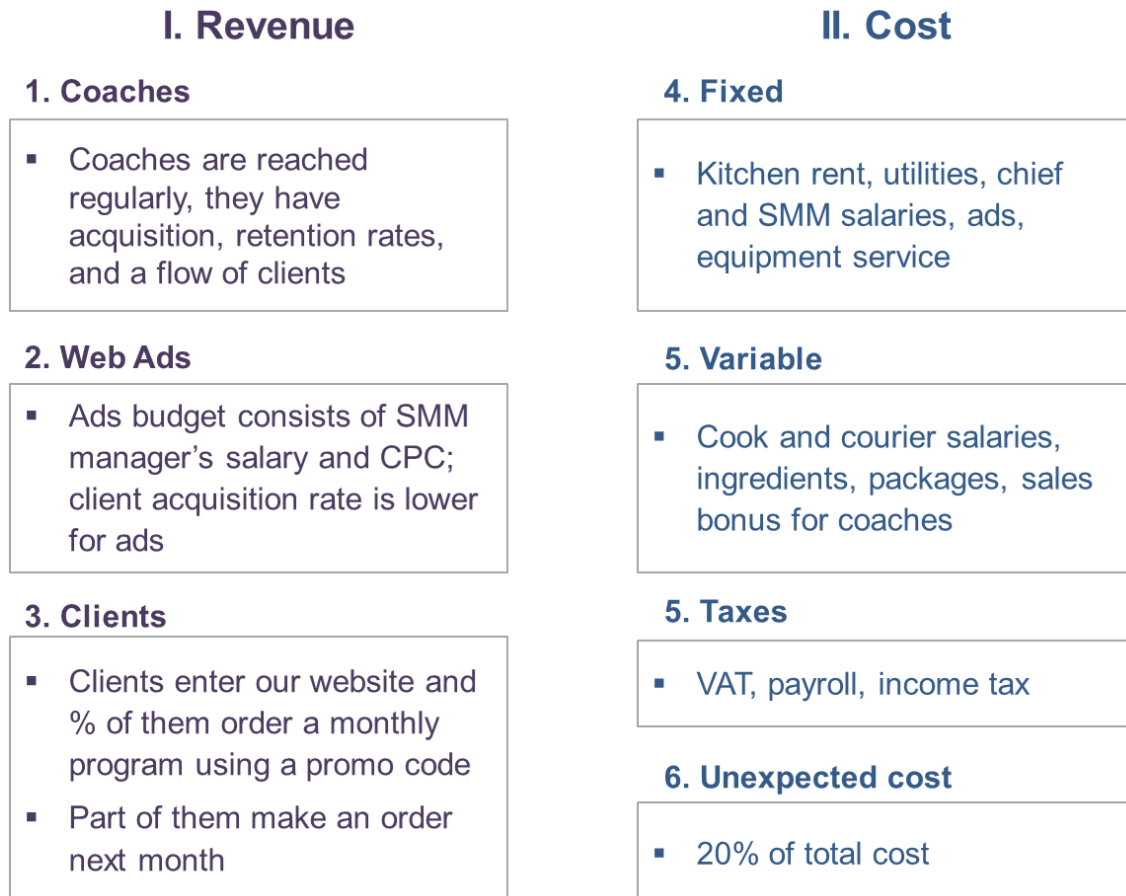 I. Revenue
1. Coaches
▪ Coaches are reached
regularly, they have
acquisition, retention rates,
and a flow of clients
2. Web Ads
▪ Ads budget consists of SMM
manager’s salary and CPC;
client acquisition rate is lower
for ads
3. Clients
▪ Clients enter our website and
% of them order a monthly
program using a promo code
▪ Part of them make an order
next month
II. Cost
4. Fixed
▪ Kitchen rent, utilities, chief
and SMM salaries, ads,
equipment service
5. Variable
▪ Cook and courier salaries,
ingredients, packages, sales
bonus for coaches
5. Taxes
▪ VAT, payroll, income tax
6. Unexpected cost
▪ 20% of total cost